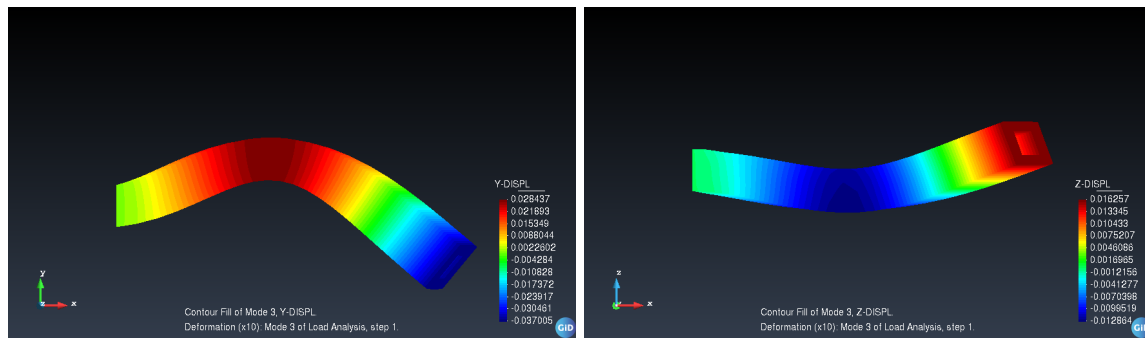 Y-DISPL
0.028437
0.021893
0.015349
0.0088044
0.0022602
-0.004284
-0.010828
-0.017372
-0.023917
-0.030461
-0.037005
y
z
x
Contour Fill of Mode 3, Y-DISPL.
Deformation (x10): Mode 3 of Load Analysis, step 1.
GiD
Z-DISPL
0.016257
0.013345
0.010433
0.0075207
0.0046086
0.0016965
-0.0012156
-0.0041277
-0.0070398
-0.0099519
-0.012864
z
x
Contour Fill of Mode 3, Z-DISPL.
Deformation (x10): Mode 3 of Load Analysis, step 1.
GiD